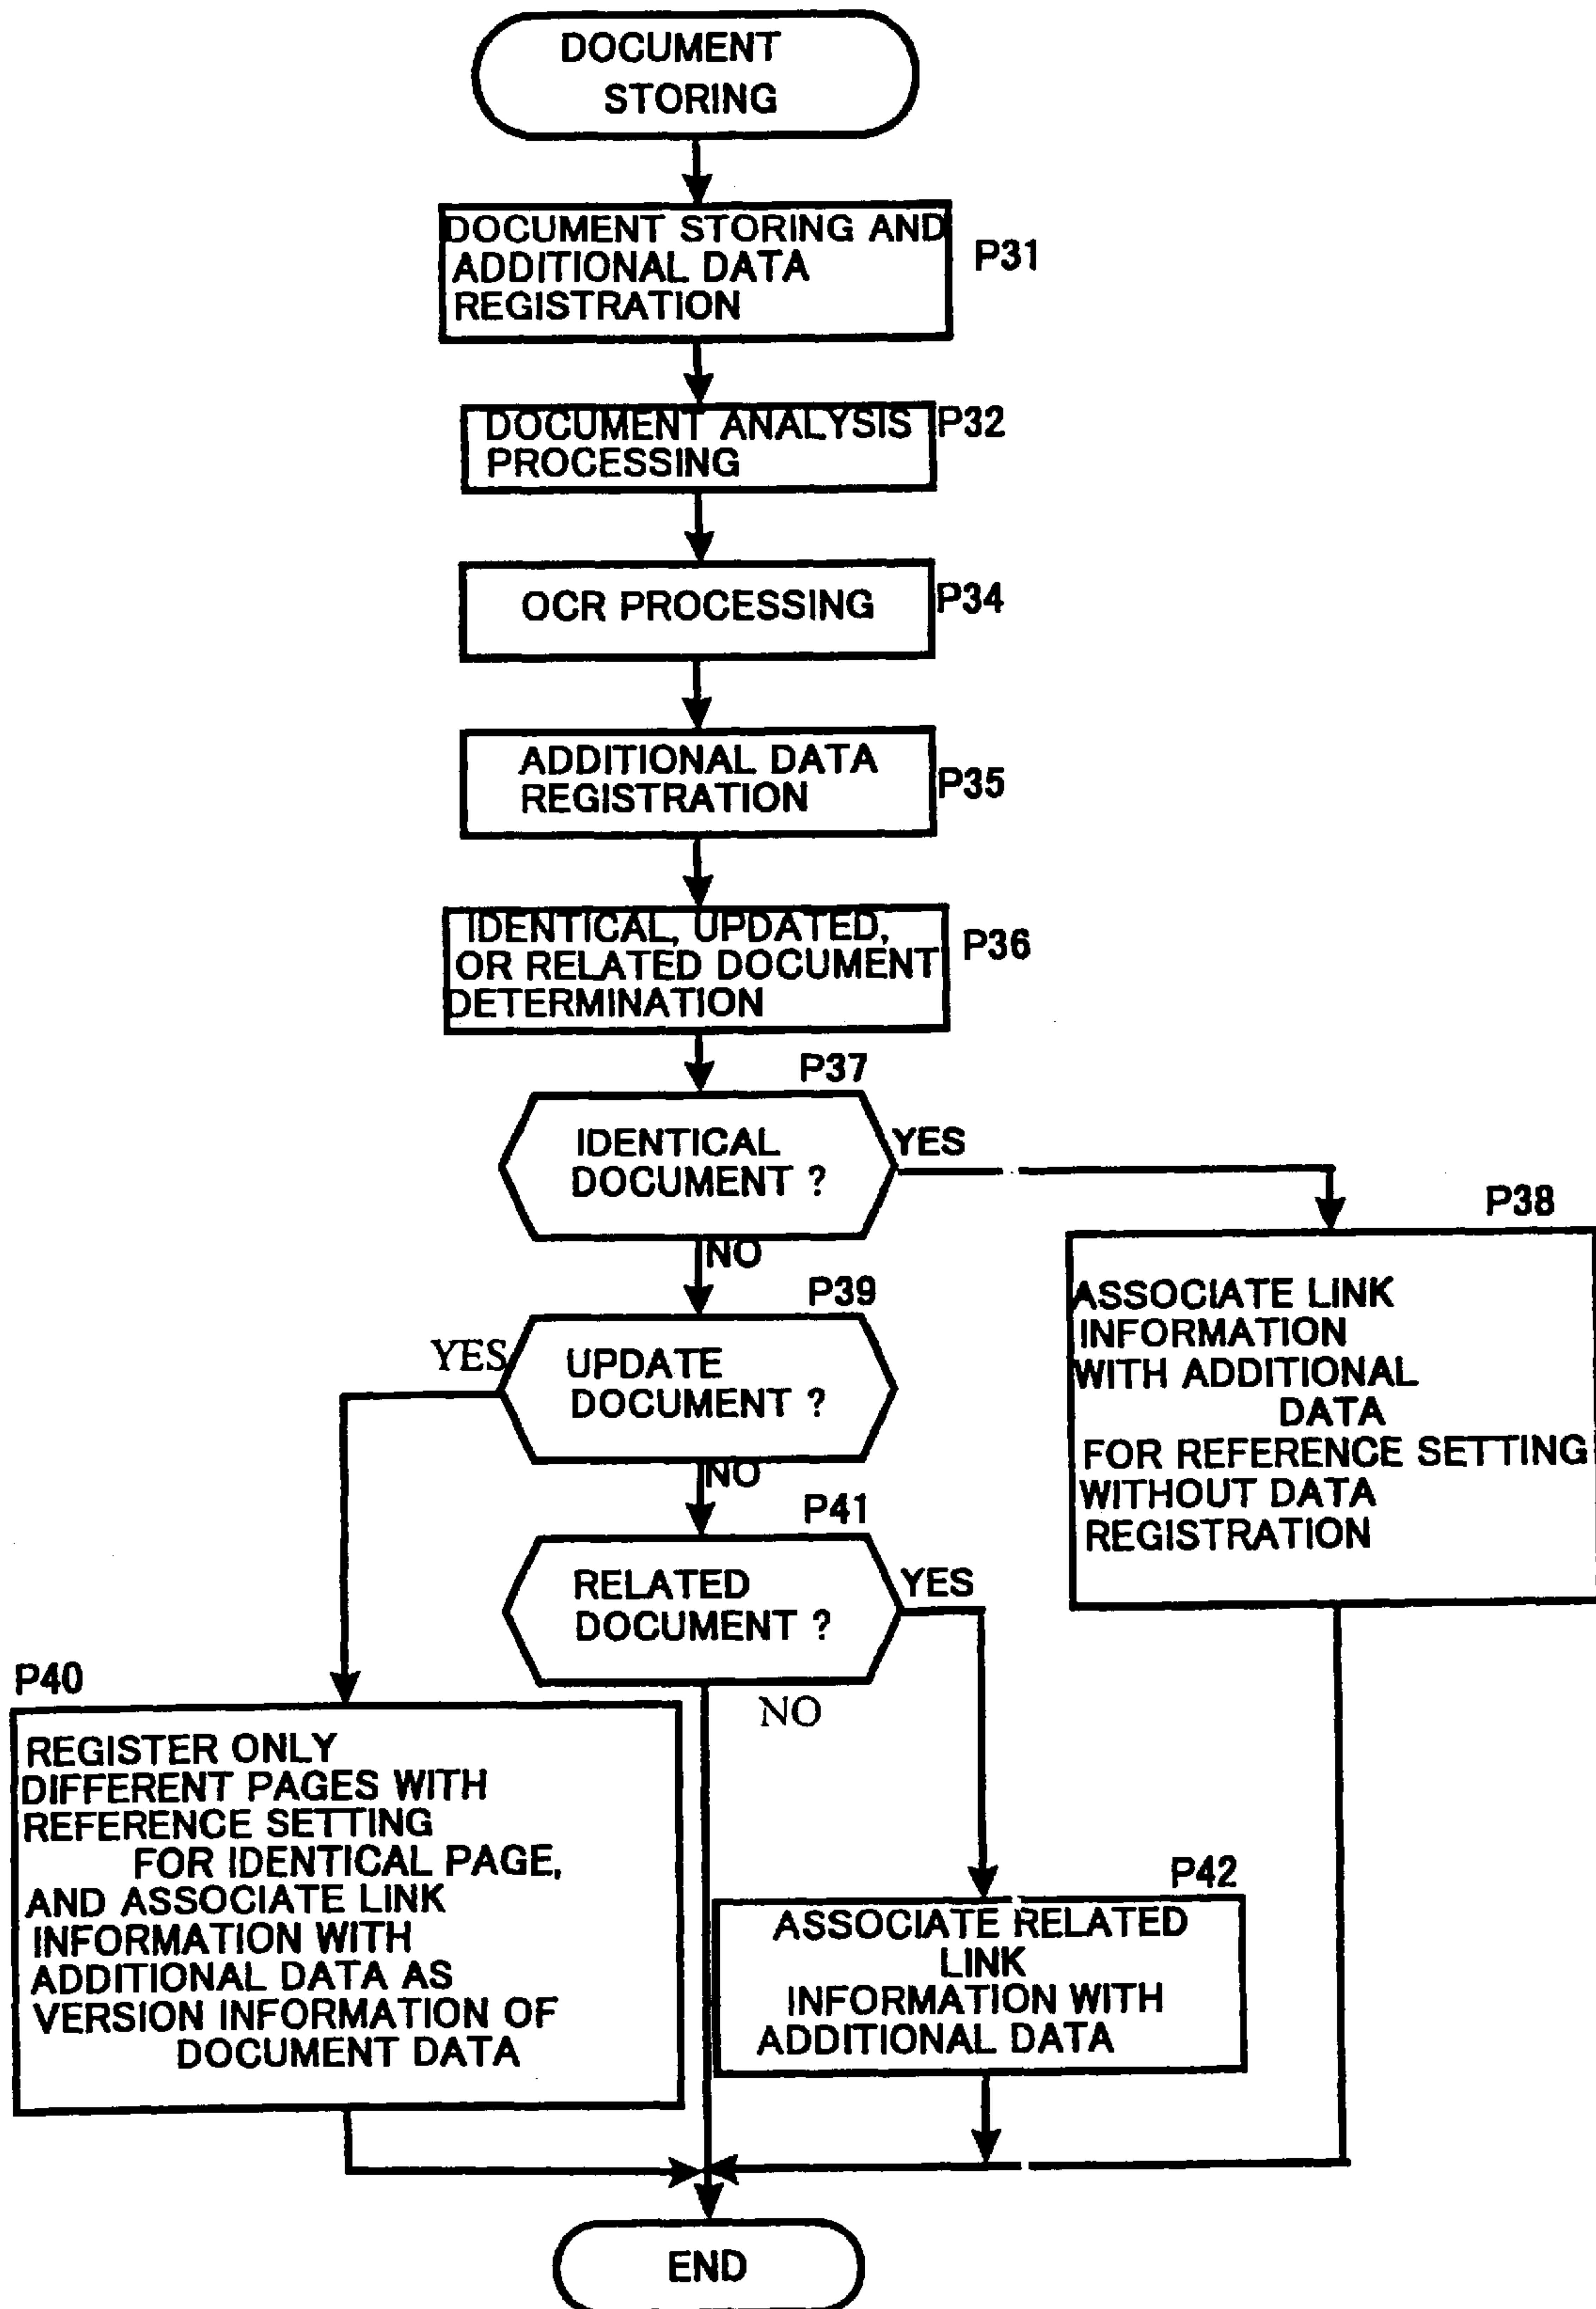 DOCUMENT
STORING
DOCUMENT STORING AND
ADDITIONAL DATA
REGISTRATION
P31
DOCUMENT ANALYSIS
PROCESSING
P32
OCR PROCESSING
P34
ADDITIONAL DATA
REGISTRATION
P35
IDENTICAL, UPDATED,
OR RELATED DOCUMENT
DETERMINATION
P36
P37
IDENTICAL
DOCUMENT ?
YES
NO
P38
ASSOCIATE LINK
INFORMATION
WITH ADDITIONAL
DATA
FOR REFERENCE SETTING
WITHOUT DATA
REGISTRATION
P39
YES
UPDATE
DOCUMENT ?
NO
P41
RELATED
DOCUMENT ?
YES
NO
P40
REGISTER ONLY
DIFFERENT PAGES WITH
REFERENCE SETTING
FOR IDENTICAL PAGE,
AND ASSOCIATE LINK
INFORMATION WITH
ADDITIONAL DATA AS
VERSION INFORMATION OF
DOCUMENT DATA
P42
ASSOCIATE RELATED
LINK
INFORMATION WITH
ADDITIONAL DATA
END